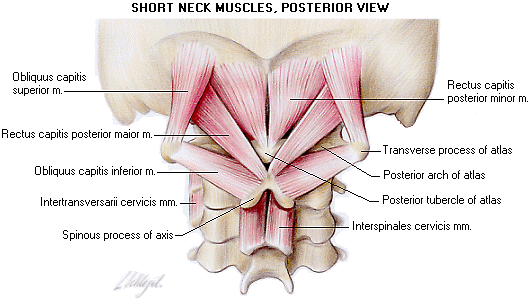 SHORT NECK MUSCLES, POSTERIOR VIEW
Obliquus capitis
superior m.
Rectus capitis posterior maior m.
Obliquus capitis inferior m.
Intertransversarii cervicis mm.
Spinous process of axis
Rectus capitis
posterior minor m.
Transverse process of atlas
Posterior arch of atlas
Posterior tubercle of atlas
Interspinales cervicis mm.